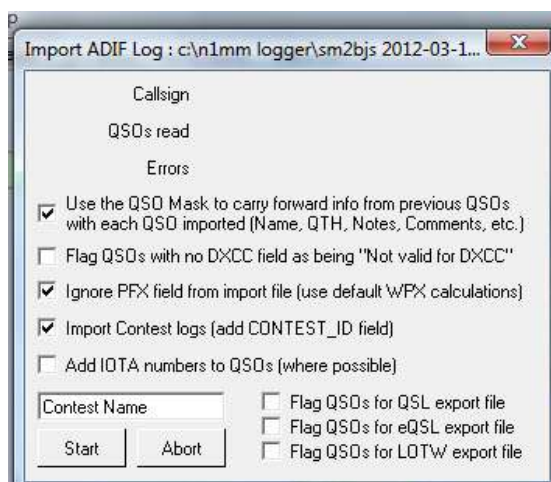 p
Import ADIF Log : c:\n1mm logger\sm2bjs 2012-03-1...
Callsign
QSOs read
Errors
Use the QSO Mask to carry forward info from previous QSOs
with each QSO imported (Name, QTH, Notes, Comments, etc.)
Flag QSOs with no DXCC field as being "Not valid for DXCC"
Ignore PFX field from import file (use default WPX calculations)
Import Contest logs (add CONTEST_ID field)
Add IOTA numbers to QSOs (where possible)
Contest Name
Flag QSOs for QSL export file
Flag QSOs for eQSL export file
Start Abort
Flag QSOs for LOTW export file